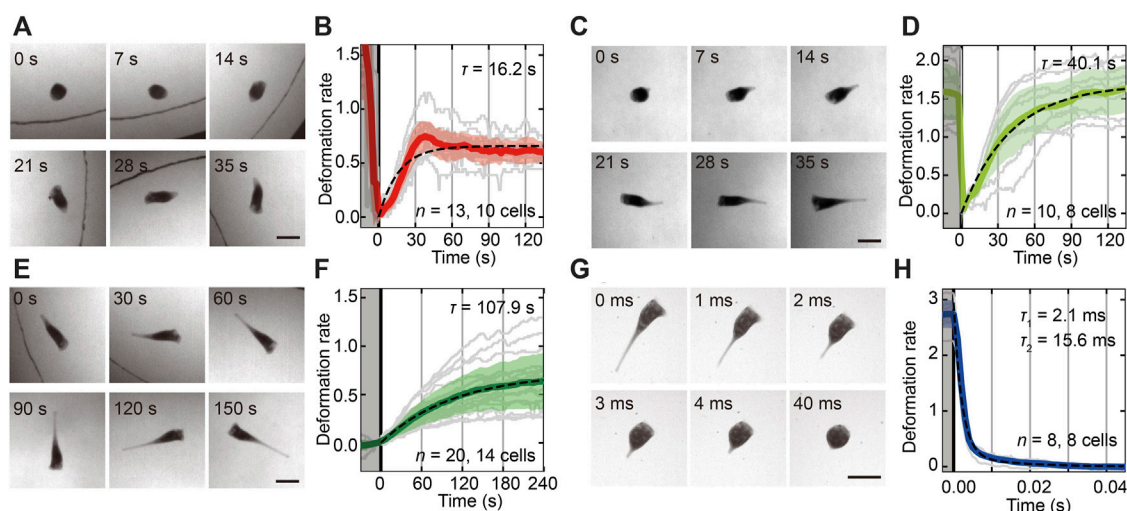 A
0 s
7 s
14 s
21 s
28 s
35 s
B
Deformation rate
1.5
1.0
0.5
0.0
τ = 16.2 s
n = 13, 10 cells
0
30
60
90
120
Time (s)
C
0 s
7 s
14 s
21 s
28 s
35 s
D
Deformation rate
2.0
1.5
1.0
0.5
0.0
τ = 40.1 s
n = 10, 8 cells
0
30
60
90
120
Time (s)
E
0 s
30 s
60 s
90 s
120 s
150 s
F
Deformation rate
1.5
1.0
0.5
0.0
τ = 107.9 s
n = 20, 14 cells
0
60
120
180
240
Time (s)
G
0 ms
1 ms
2 ms
3 ms
4 ms
40 ms
H
Deformation rate
3
2
1
0
τ₁ = 2.1 ms
τ₂ = 15.6 ms
n = 8, 8 cells
0.00
0.02
0.04
Time (s)